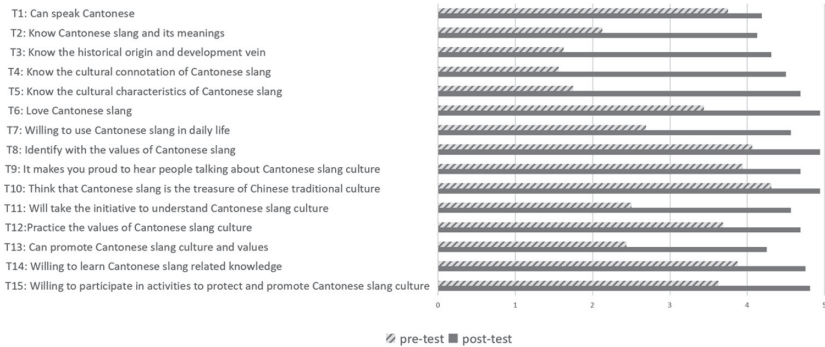 T1: Can speak Cantonese
T2: Know Cantonese slang and its meanings
T3: Know the historical origin and development vein
T4: Know the cultural connotation of Cantonese slang
T5: Know the cultural characteristics of Cantonese slang
T6: Love Cantonese slang
T7: Willing to use Cantonese slang in daily life
T8: Identify with the values of Cantonese slang
T9: It makes you proud to hear people talking about Cantonese slang culture
T10: Think that Cantonese slang is the treasure of Chinese traditional culture
T11: Will take the initiative to understand Cantonese slang culture
T12:Practice the values of Cantonese slang culture
T13: Can promote Cantonese slang culture and values
T14: Willing to learn Cantonese slang related knowledge
T15: Willing to participate in activities to protect and promote Cantonese slang culture
0 1 2 3 4 5
pre-test post-test